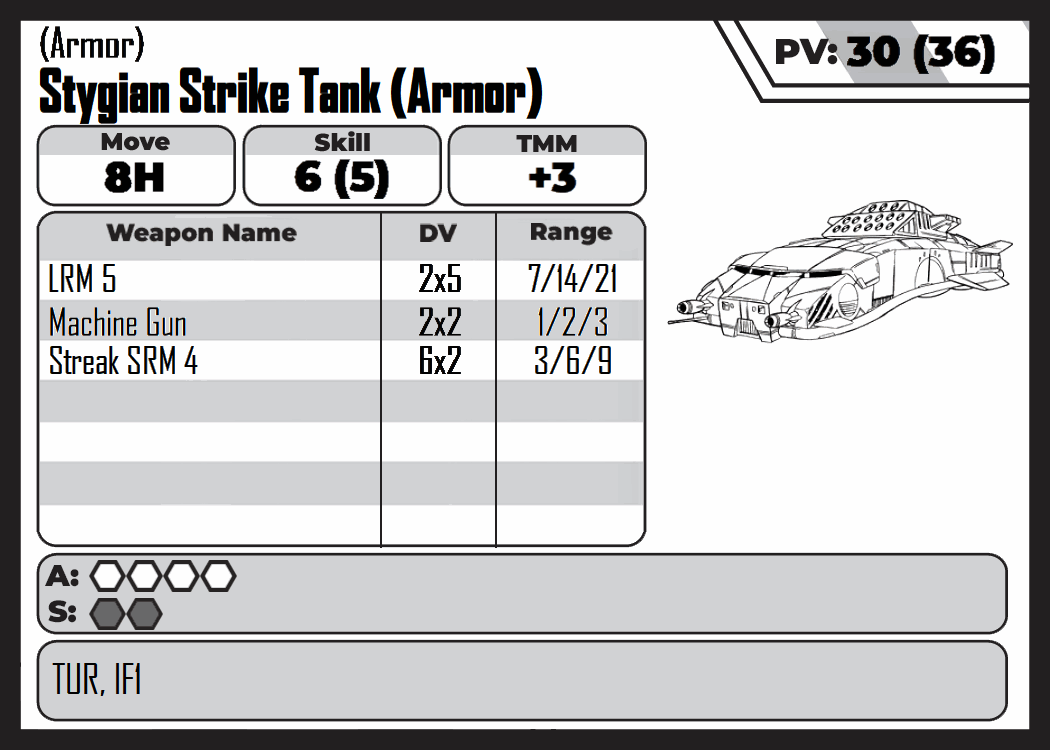 (Armor)
PV: 30 (36)
Stygian Strike Tank (Armor)
Move Skill TMM
8H 6 (5) +3
Weapon Name DV Range
LRM 5 2x5 7/14/21
Machine Gun 2x2 1/2/3
Streak SRM 4 6x2 3/6/9
A:
S:
TUR, IF1